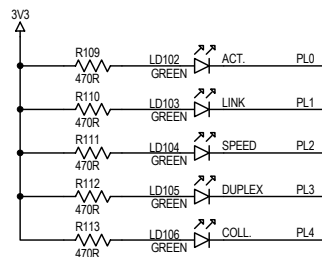 3V3
R109 LD102 ACT. PL0
470R GREEN
R110 LD103 LINK PL1
470R GREEN
R111 LD104 SPEED PL2
470R GREEN
R112 LD105 DUPLEX PL3
470R GREEN
R113 LD106 COLL. PL4
470R GREEN